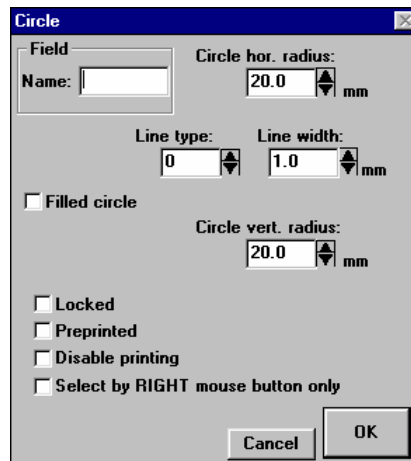 Circle
Field
Name:
Circle hor. radius:
20.0 mm
Line type: Line width:
0 1.0 mm
Filled circle
Circle vert. radius:
20.0 mm
Locked
Preprinted
Disable printing
Select by RIGHT mouse button only
Cancel OK